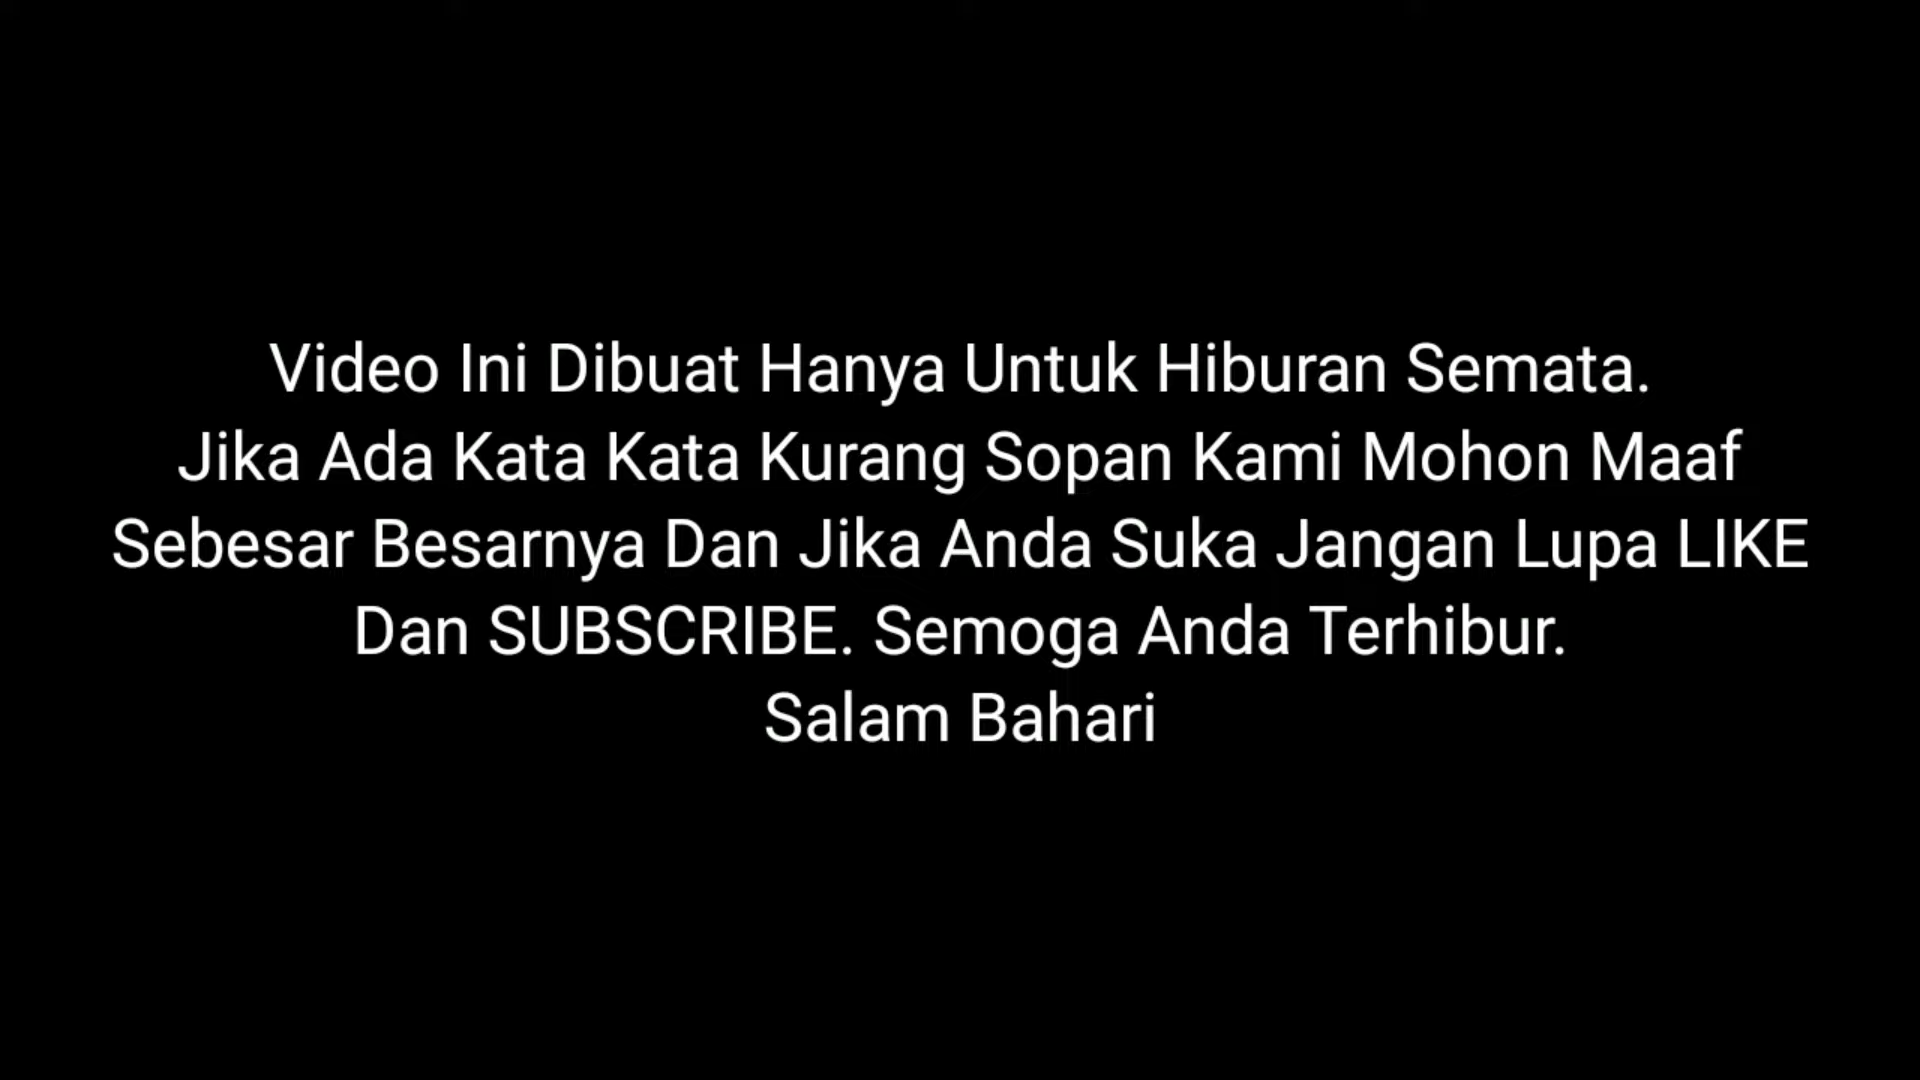 Video Ini Dibuat Hanya Untuk Hiburan Semata.
Jika Ada Kata Kata Kurang Sopan Kami Mohon Maaf
Sebesar Besarnya Dan Jika Anda Suka Jangan Lupa LIKE
Dan SUBSCRIBE. Semoga Anda Terhibur.
Salam Bahari